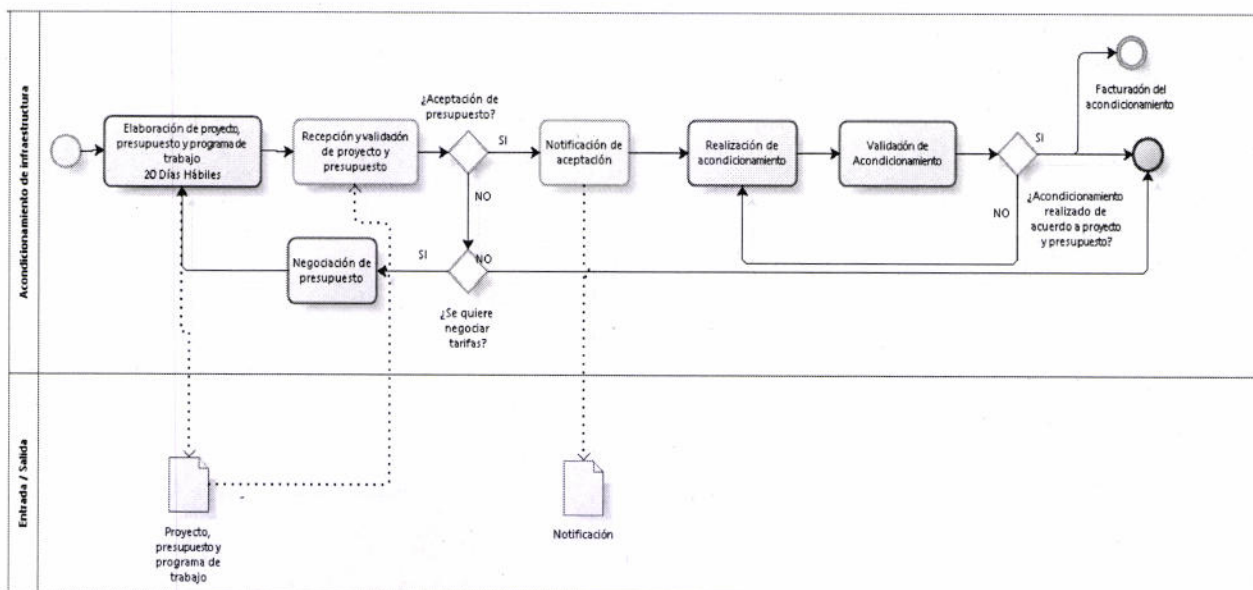 Acondicionamiento de infraestructura
Elaboración de proyecto,
presupuesto y programa de
trabajo
20 Días Hábiles
Recepción y validación
de proyecto y
presupuesto
¿Aceptación de
presupuesto?
SI
NO
Notificación de
aceptación
Realización de
acondicionamiento
Validación de
Acondicionamiento
SI
NO
¿Acondicionamiento
realizado de
acuerdo a proyecto
y presupuesto?
Facturación del
acondicionamiento
Negociación de
presupuesto
SI
NO
¿Se quiere
negociar
tarifas?
Entrada / Salida
Proyecto,
presupuesto y
programa de
trabajo
Notificación